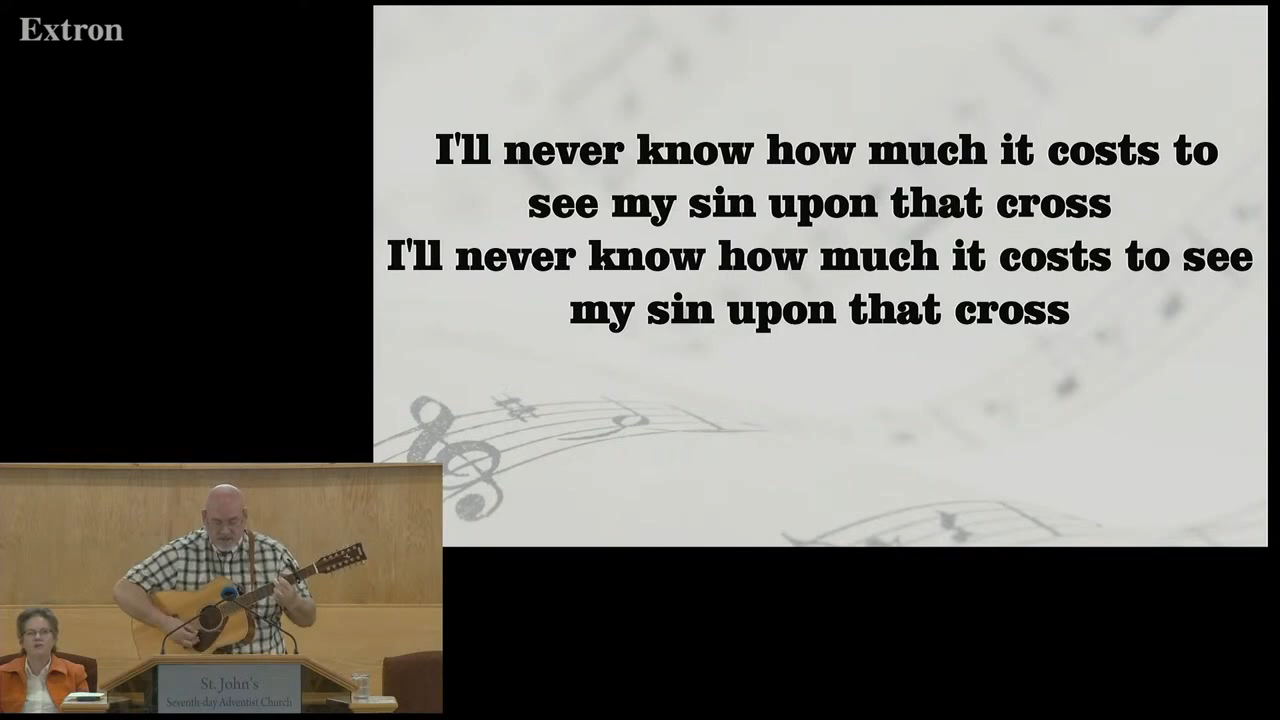 Extron
I'll never know how much it costs to
see my sin upon that cross
I'll never know how much it costs to see
my sin upon that cross
St. John's
Seventh-day Adventist Church